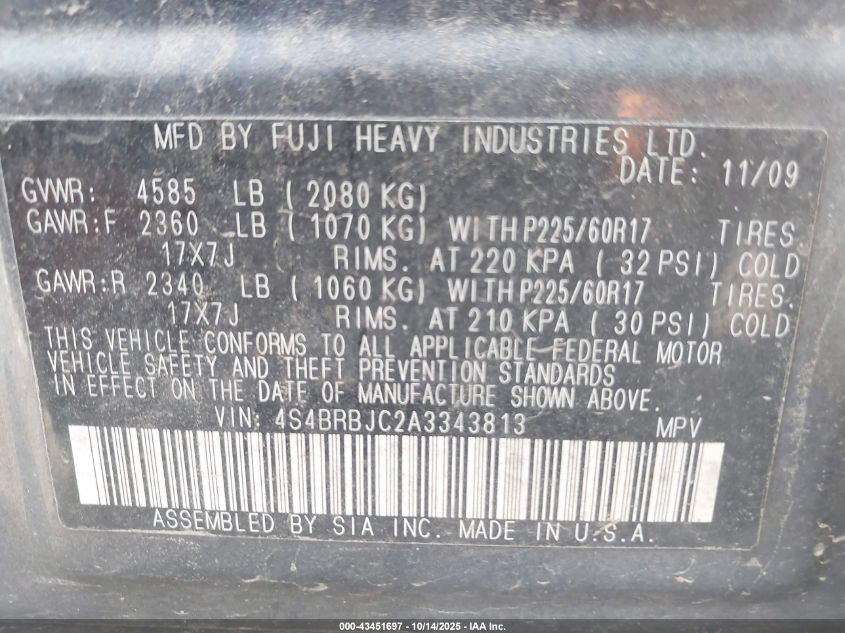 MFD BY FUJI HEAVY INDUSTRIES LTD.
DATE: 11/09
GVWR: 4585 LB ( 2080 KG)
GAWR:F 2360 LB ( 1070 KG) WITH P225/60R17 TIRES.
17X7J RIMS. AT 220 KPA ( 32 PSI) COLD
GAWR:R 2340 LB ( 1060 KG) WITH P225/60R17 TIRES.
17X7J RIMS. AT 210 KPA ( 30 PSI) COLD
THIS VEHICLE CONFORMS TO ALL APPLICABLE FEDERAL MOTOR
VEHICLE SAFETY AND THEFT PREVENTION STANDARDS
IN EFFECT ON THE DATE OF MANUFACTURE SHOWN ABOVE.
VIN: 4S4BRBJC2A3343813 MPV
ASSEMBLED BY SIA INC. MADE IN U.S.A.
000-43451697 - 10/14/2025 - IAA Inc.